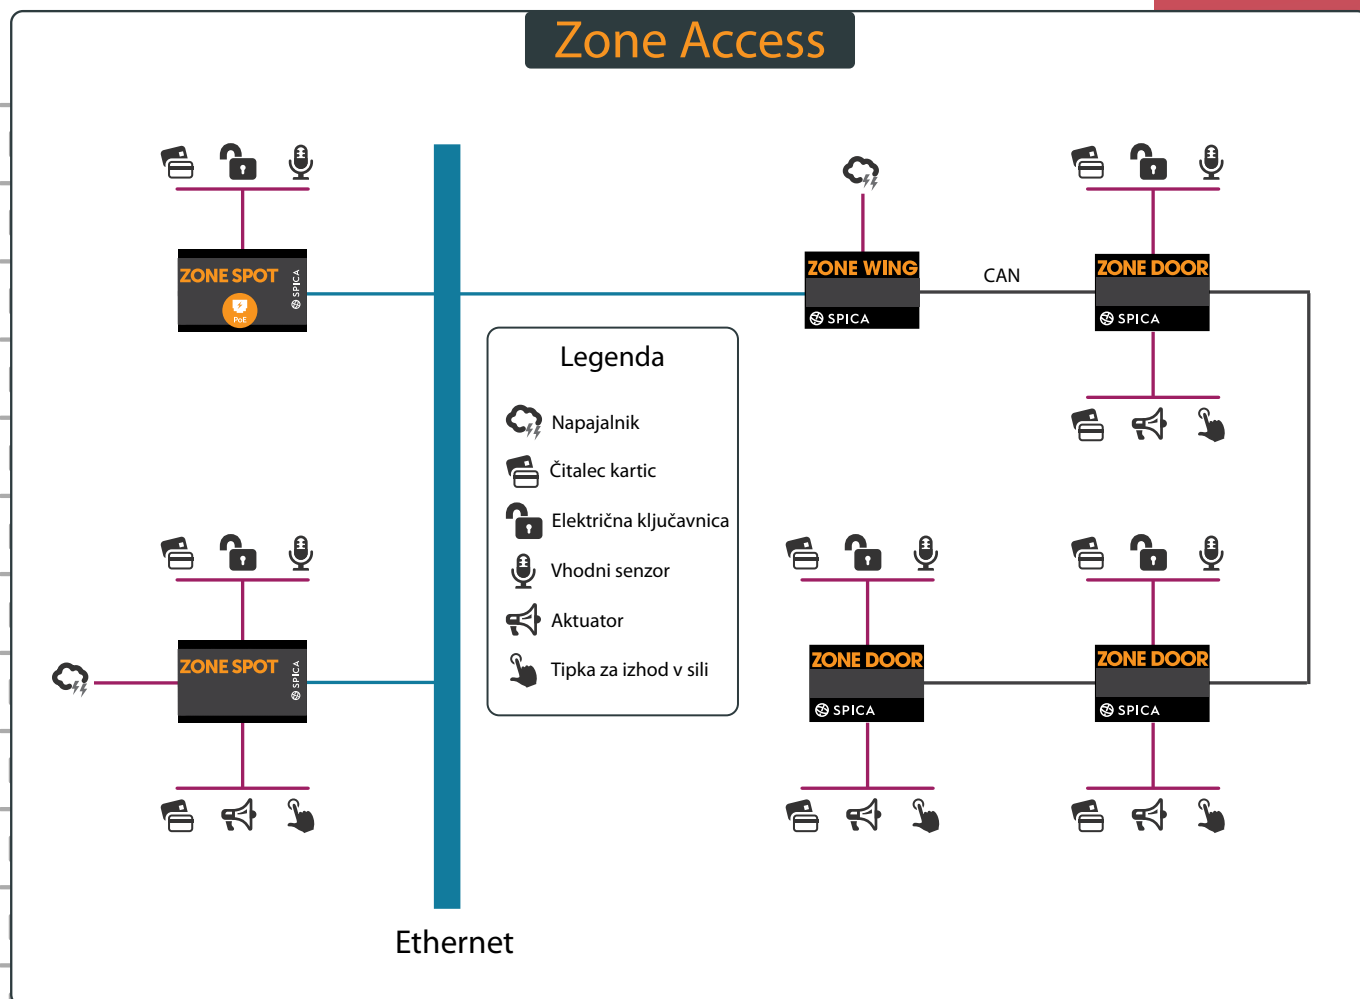 Zone Access
ZONE SPOT
SPICA
PoE
ZONE WING
SPICA
CAN
ZONE DOOR
SPICA
Legenda
Napajalnik
Čitalec kartic
Električna ključavnica
Vhodni senzor
Aktuator
Tipka za izhod v sili
ZONE SPOT
SPICA
ZONE DOOR
SPICA
ZONE DOOR
SPICA
Ethernet